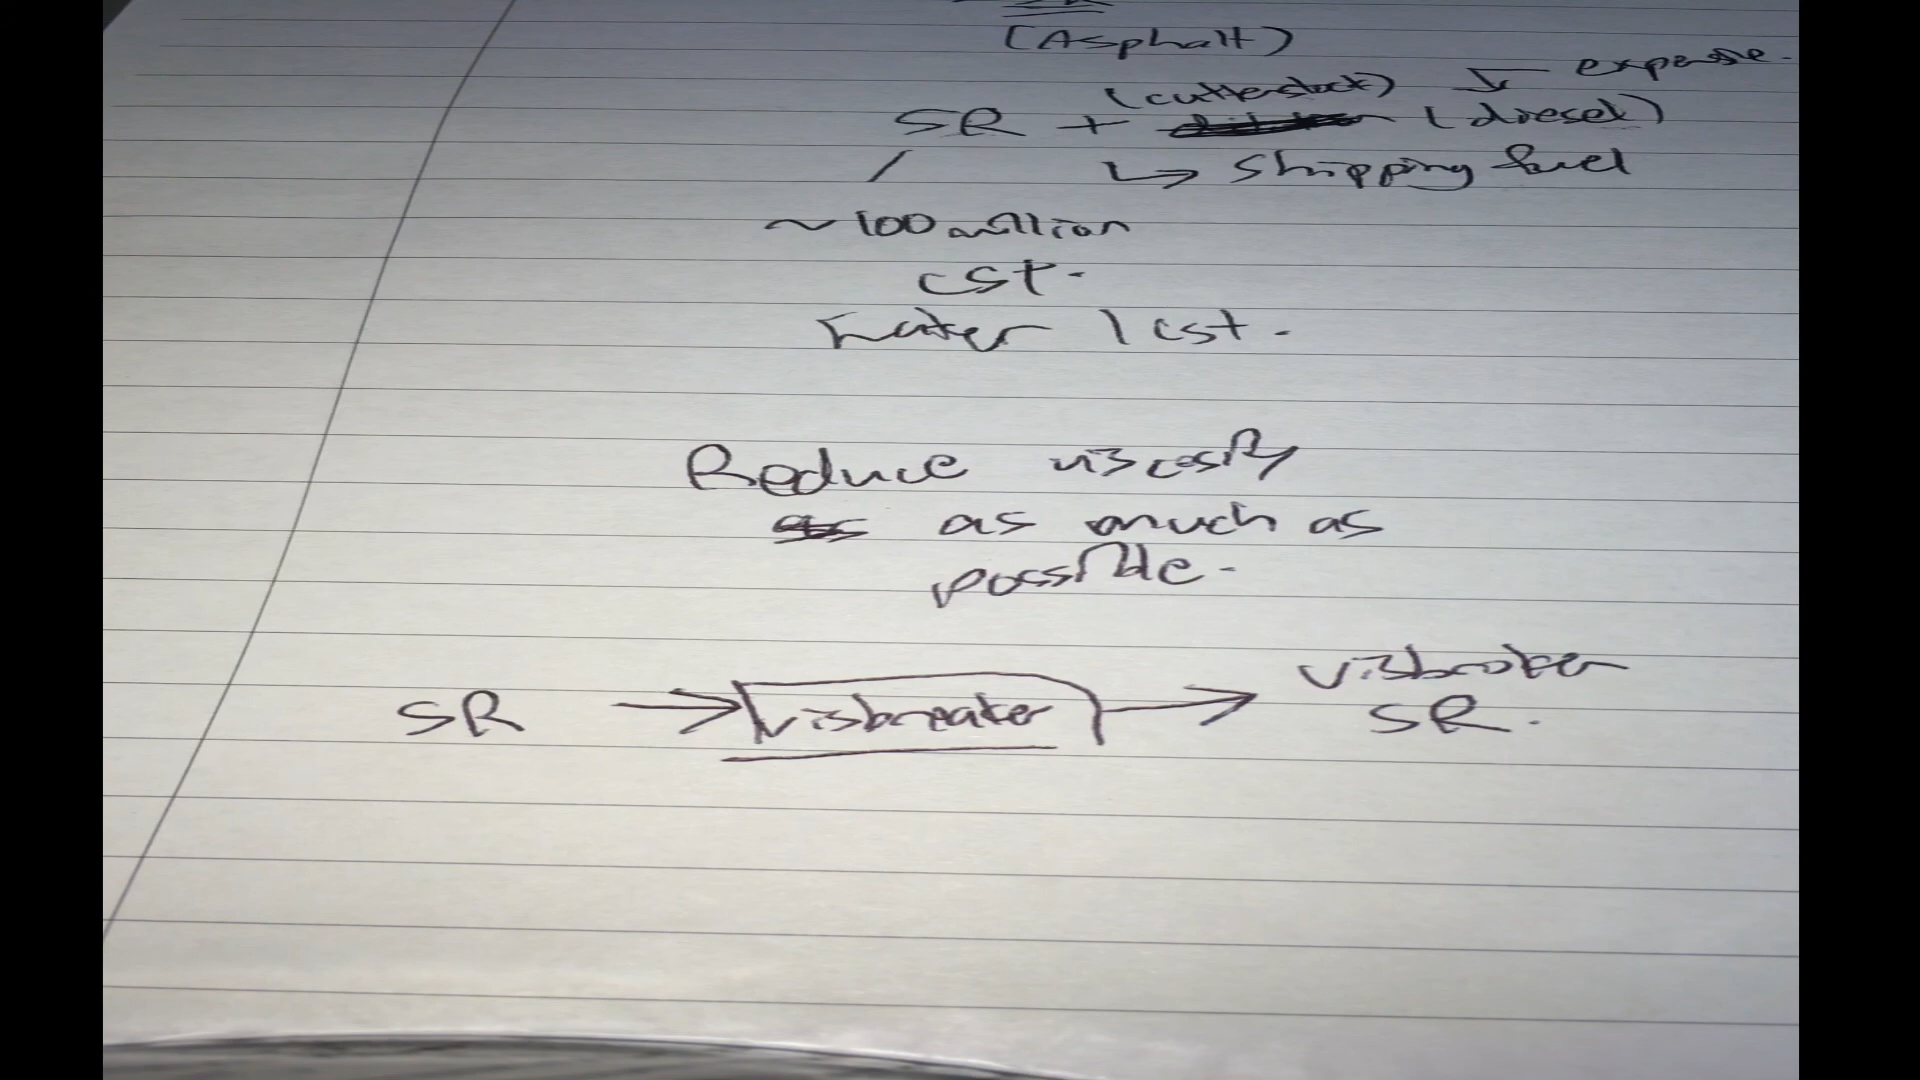 (Asphalt)
expensive.
(cutterstock)
SR + (diesel)
↳ shipping fuel
~ 100 million
cst.
water 1 cst.
Reduce viscosity
as much as
possible.
SR → visbreaker → visbroken
SR.